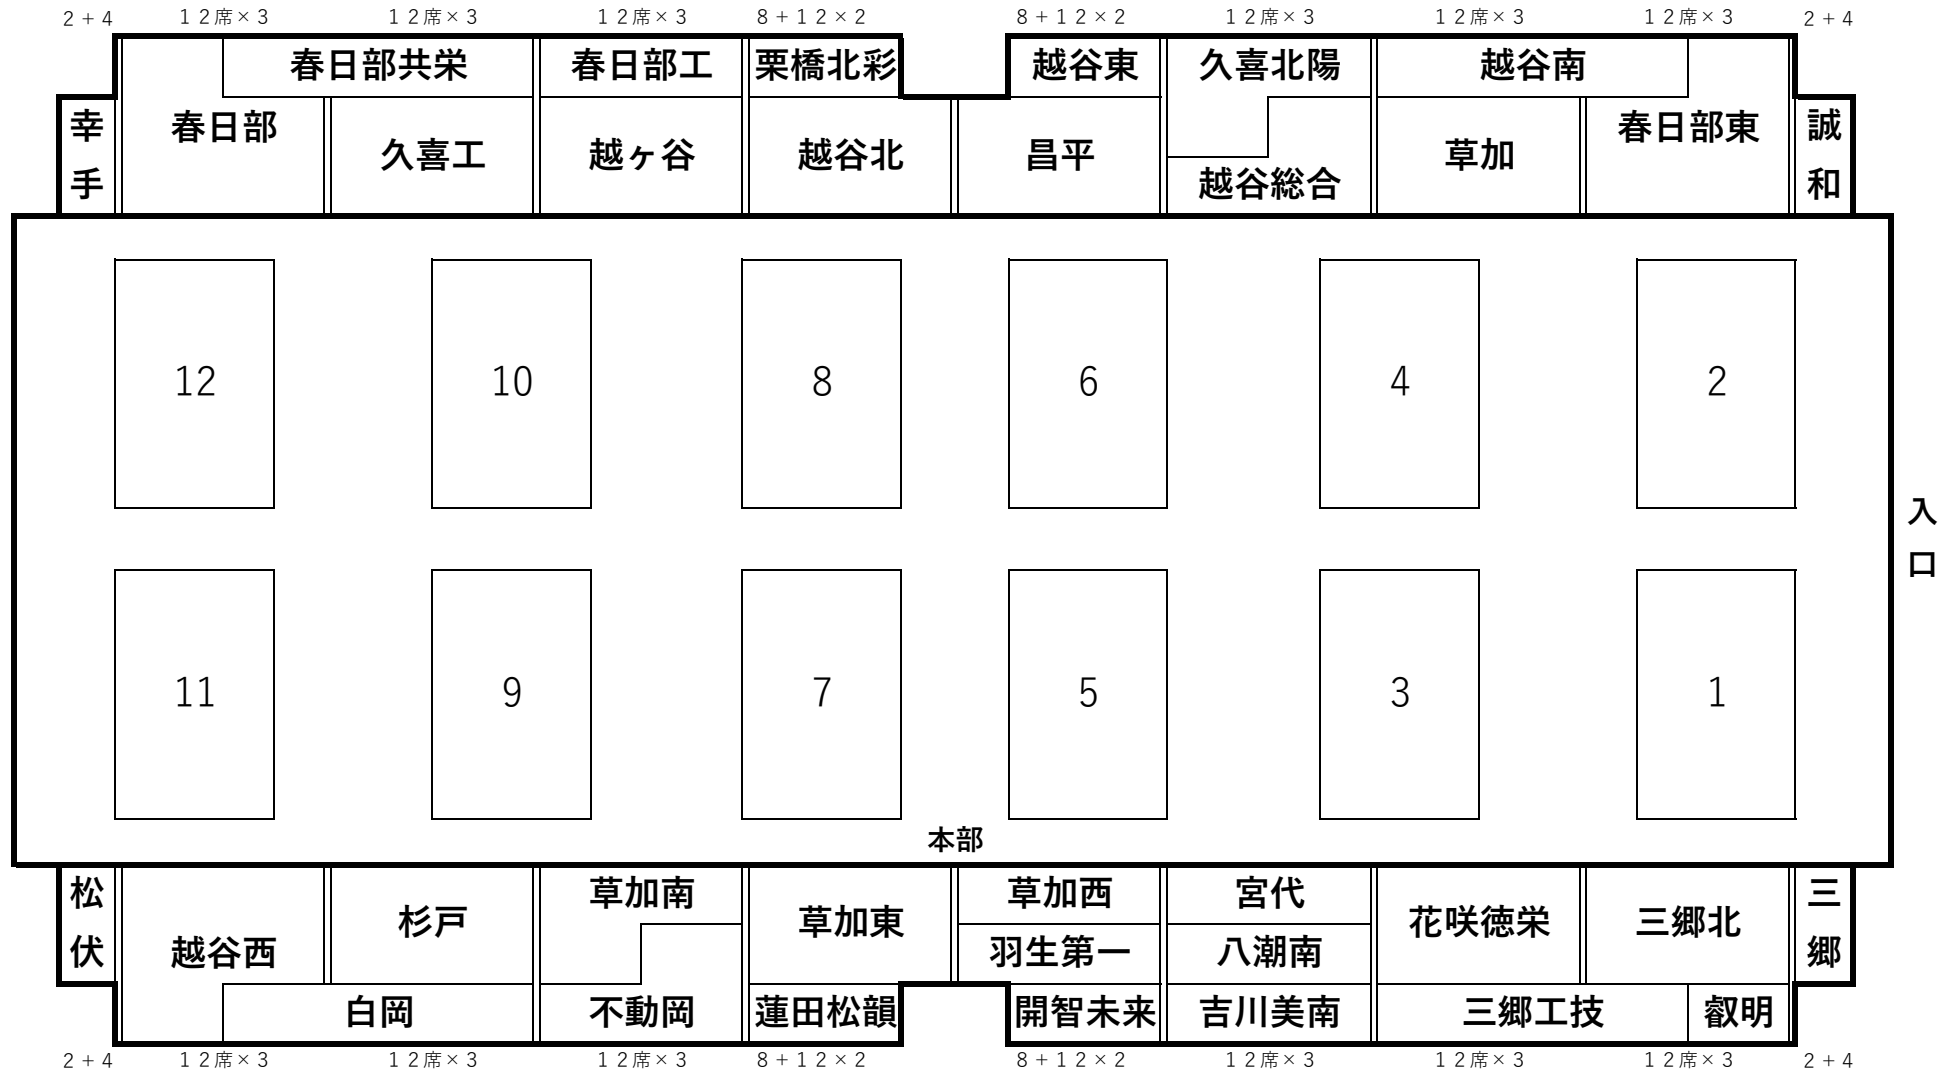 ２＋４ １２席×３ １２席×３ １２席×３ ８＋１２×２ ８＋１２×２ １２席×３ １２席×３ １２席×３ ２＋４
春日部共栄 春日部工 栗橋北彩 越谷東 久喜北陽 越谷南
幸手 春日部 久喜工 越ヶ谷 越谷北 昌平 越谷総合 草加 春日部東 誠和
12 10 8 6 4 2
入口
11 9 7 5 3 1
本部
松伏 越谷西 杉戸 草加南 草加東 草加西 宮代 花咲徳栄 三郷北 三郷
羽生第一 八潮南
白岡 不動岡 蓮田松韻 開智未来 吉川美南 三郷工技 叡明
２＋４ １２席×３ １２席×３ １２席×３ ８＋１２×２ ８＋１２×２ １２席×３ １２席×３ １２席×３ ２＋４